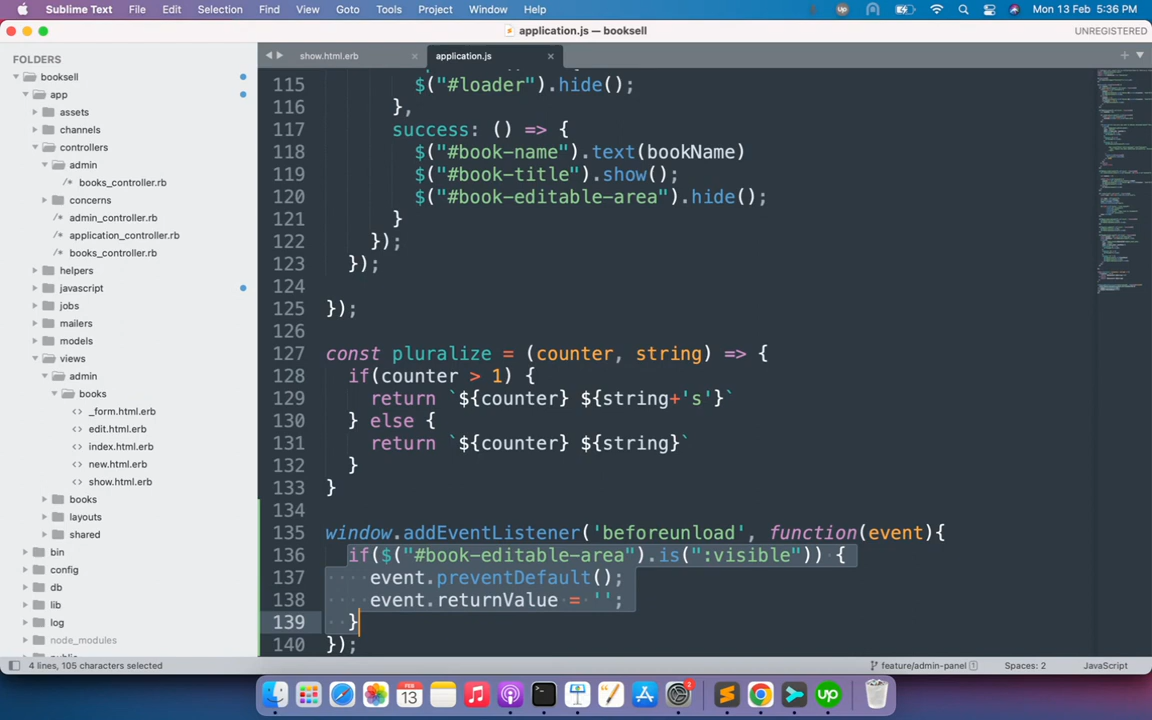 Sublime Text File Edit Selection Find View Goto Tools Project Window Help
up
Mon 13 Feb 5:36 PM
application.js — booksell
UNREGISTERED
FOLDERS
booksell
app
assets
channels
controllers
admin
/* books_controller.rb
concerns
/* admin_controller.rb
/* application_controller.rb
/* books_controller.rb
helpers
javascript
jobs
mailers
models
views
admin
books
<> _form.html.erb
<> edit.html.erb
<> index.html.erb
<> new.html.erb
<> show.html.erb
books
layouts
shared
bin
config
db
lib
log
node_modules
show.html.erb ×
application.js ×
115 $("#loader").hide();
116 },
117 success: () => {
118 $("#book-name").text(bookName)
119 $("#book-title").show();
120 $("#book-editable-area").hide();
121 }
122 });
123 });
124
125 });
126
127 const pluralize = (counter, string) => {
128 if(counter > 1) {
129 return `${counter} ${string+'s'}`
130 } else {
131 return `${counter} ${string}`
132 }
133 }
134
135 window.addEventListener('beforeunload', function(event){
136 if($("#book-editable-area").is(":visible")) {
137 event.preventDefault();
138 event.returnValue = '';
139 }
140 });
4 lines, 105 characters selected
feature/admin-panel 1
Spaces: 2
JavaScript
FEB
13
2
up